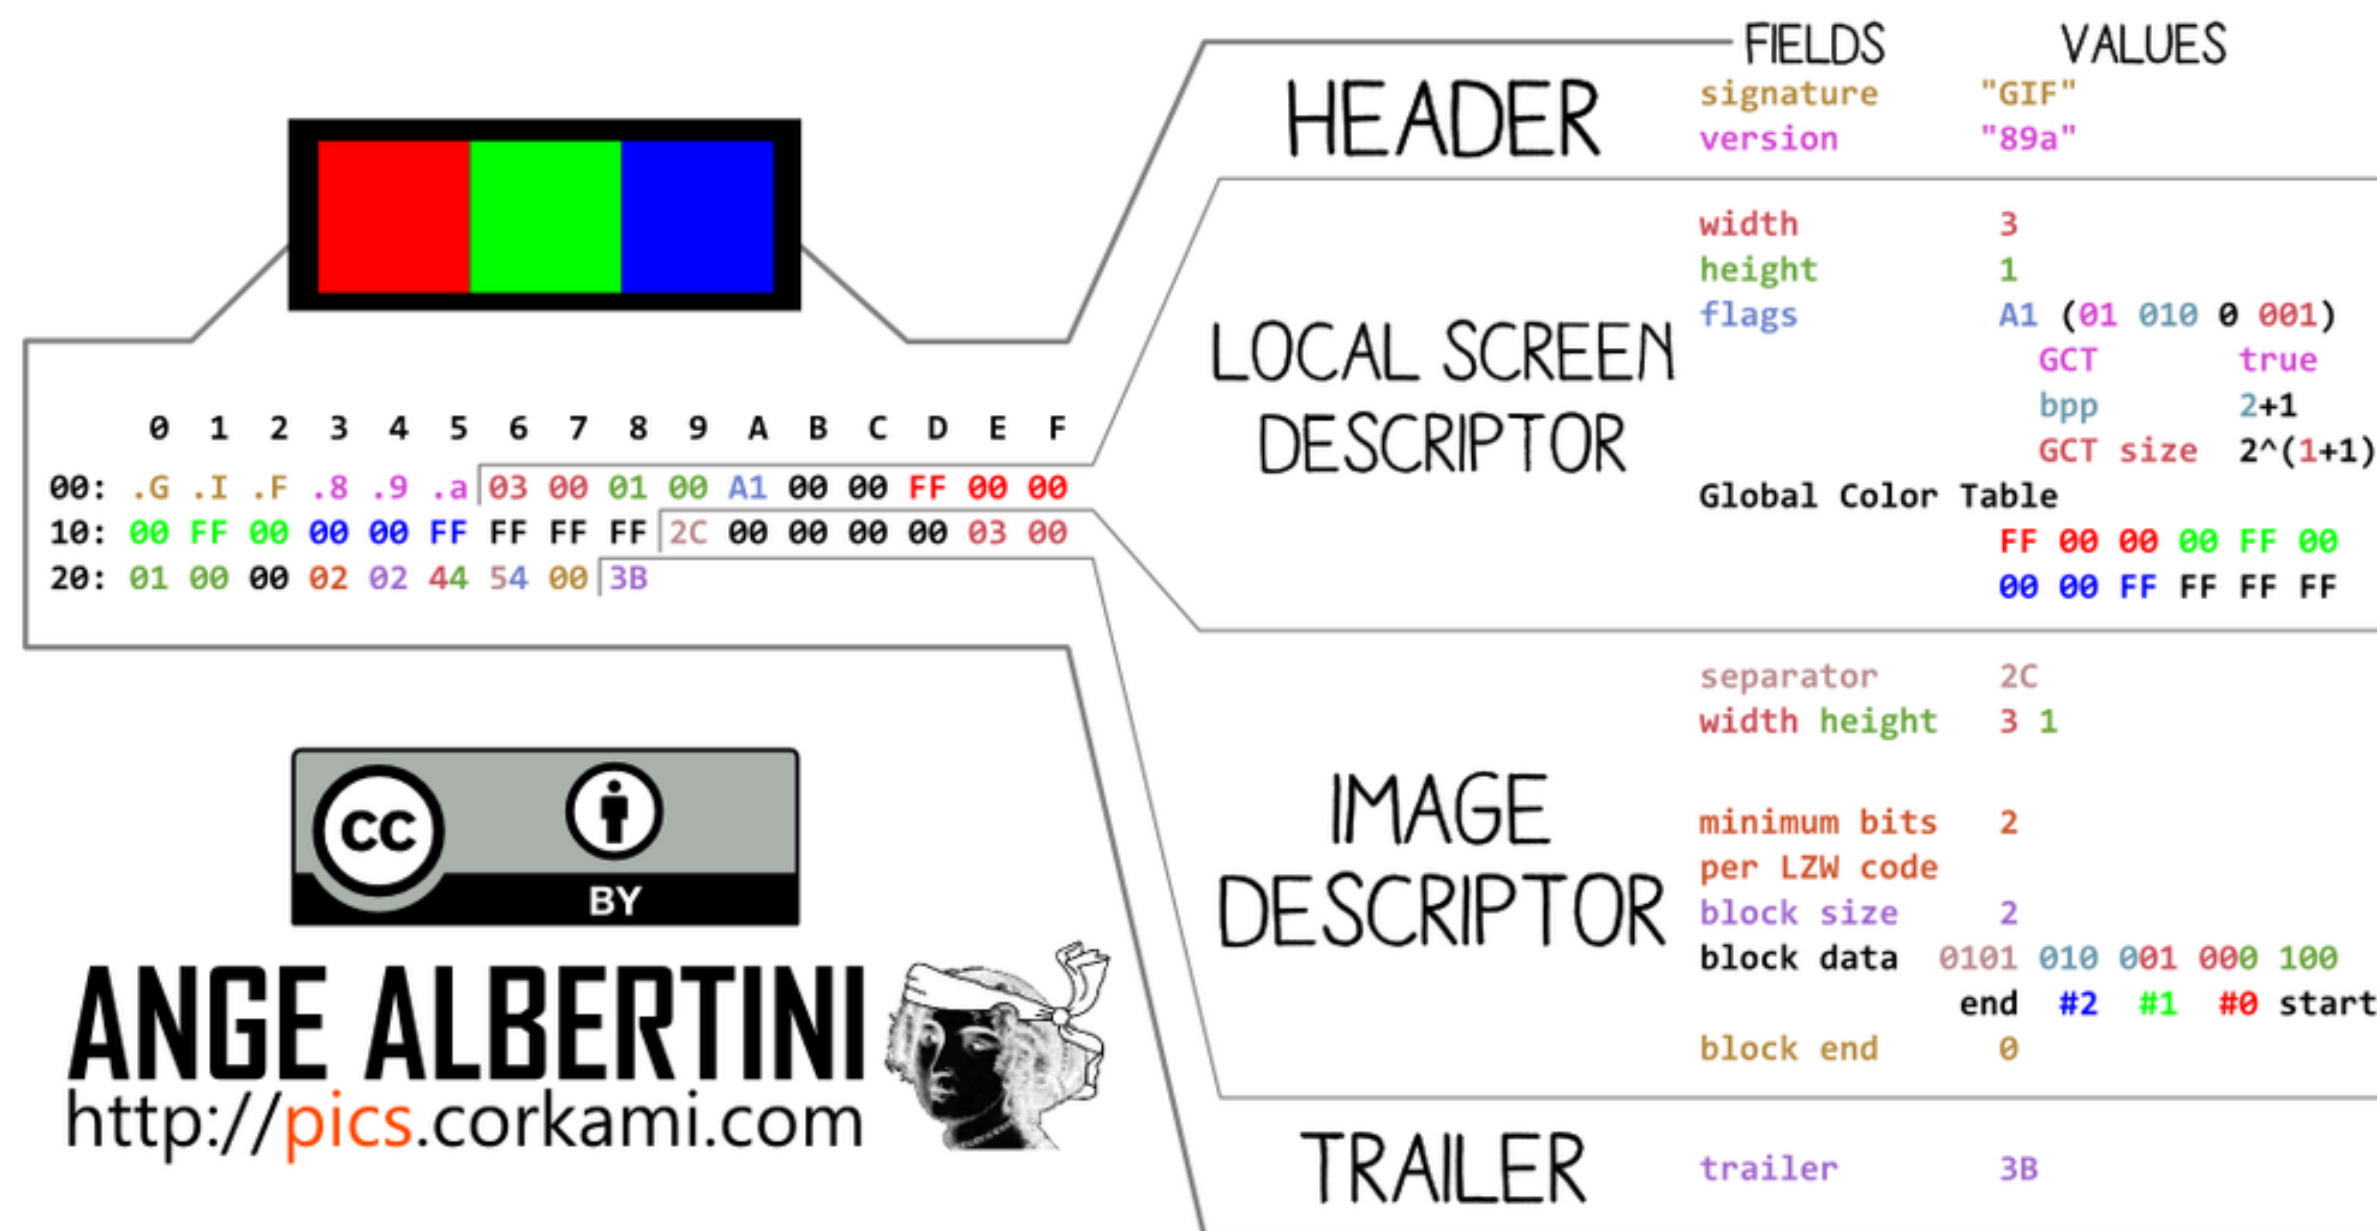 0 1 2 3 4 5 6 7 8 9 A B C D E F
00: .G .I .F .8 .9 .a 03 00 01 00 A1 00 00 FF 00 00
10: 00 FF 00 00 00 FF FF FF FF 2C 00 00 00 00 03 00
20: 01 00 00 02 02 44 54 00 3B
CC
BY
ANGE ALBERTINI
http://pics.corkami.com
FIELDS VALUES
HEADER
signature "GIF"
version "89a"
LOCAL SCREEN
DESCRIPTOR
width 3
height 1
flags A1 (01 010 0 001)
GCT true
bpp 2+1
GCT size 2^(1+1)
Global Color Table
FF 00 00 00 FF 00
00 00 FF FF FF FF
IMAGE
DESCRIPTOR
separator 2C
width height 3 1
minimum bits 2
per LZW code
block size 2
block data 0101 010 001 000 100
end #2 #1 #0 start
block end 0
TRAILER
trailer 3B